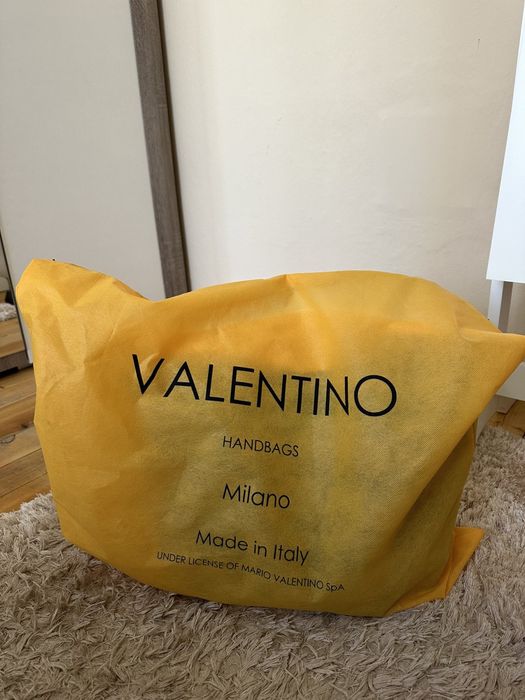 VALENTINO
HANDBAGS
Milano
Made in Italy
UNDER LICENSE OF MARIO VALENTINO SpA